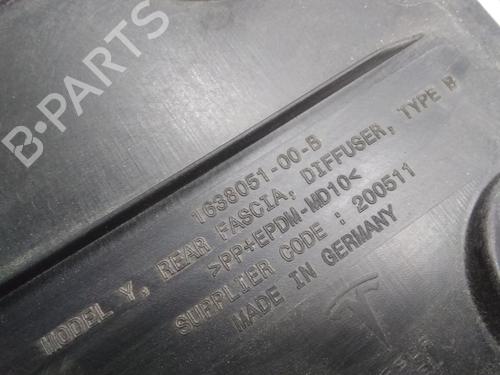 B-PARTS
1638051-00-B
MODEL Y, REAR FASCIA, DIFFUSER, TYPE B
>PP+EPDM-MD10<
SUPPLIER CODE : 200511
MADE IN GERMANY